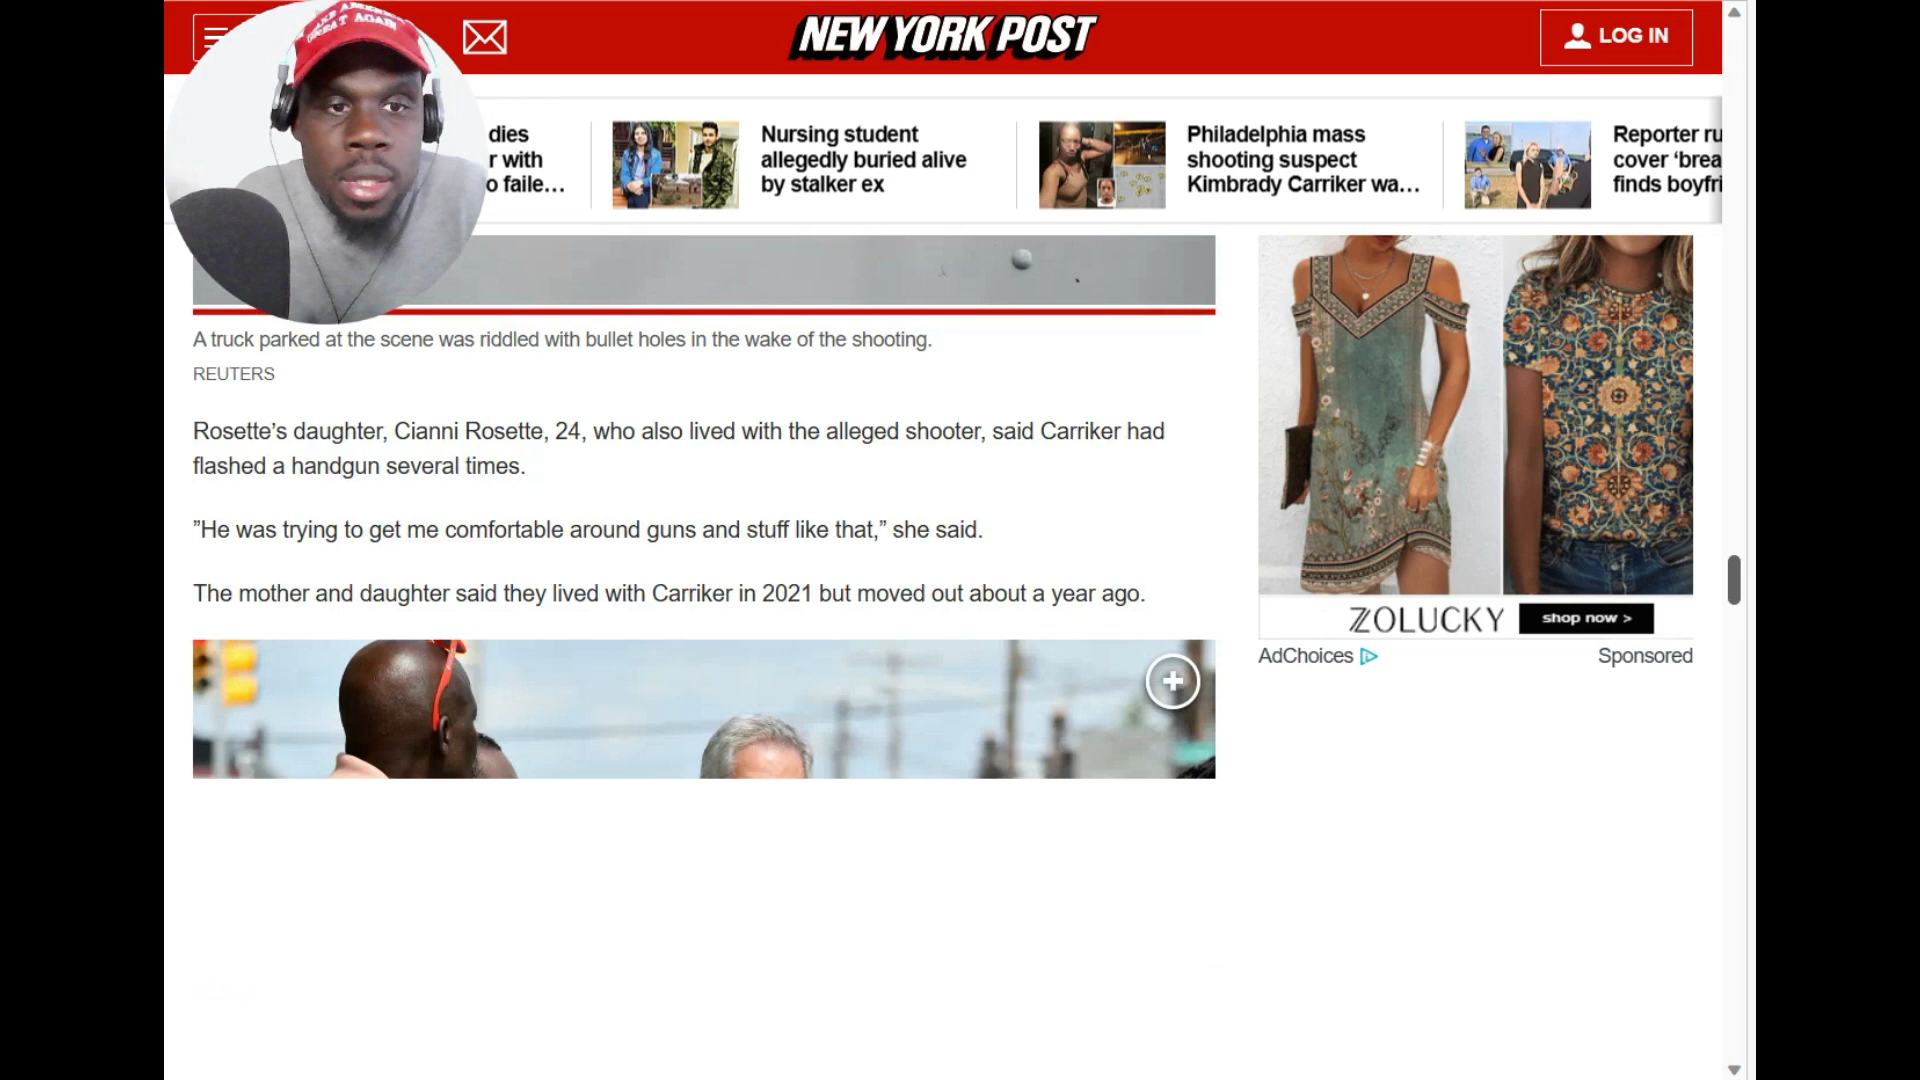 MAKE AMERICA
GREAT AGAIN
NEW YORK POST
LOG IN
dies
r with
o faile...
Nursing student
allegedly buried alive
by stalker ex
Philadelphia mass
shooting suspect
Kimbrady Carriker wa...
Reporter ru
cover ‘brea
finds boyfri
A truck parked at the scene was riddled with bullet holes in the wake of the shooting.
REUTERS
Rosette’s daughter, Cianni Rosette, 24, who also lived with the alleged shooter, said Carriker had
flashed a handgun several times.
”He was trying to get me comfortable around guns and stuff like that,” she said.
The mother and daughter said they lived with Carriker in 2021 but moved out about a year ago.
ZOLUCKY
shop now >
AdChoices
Sponsored